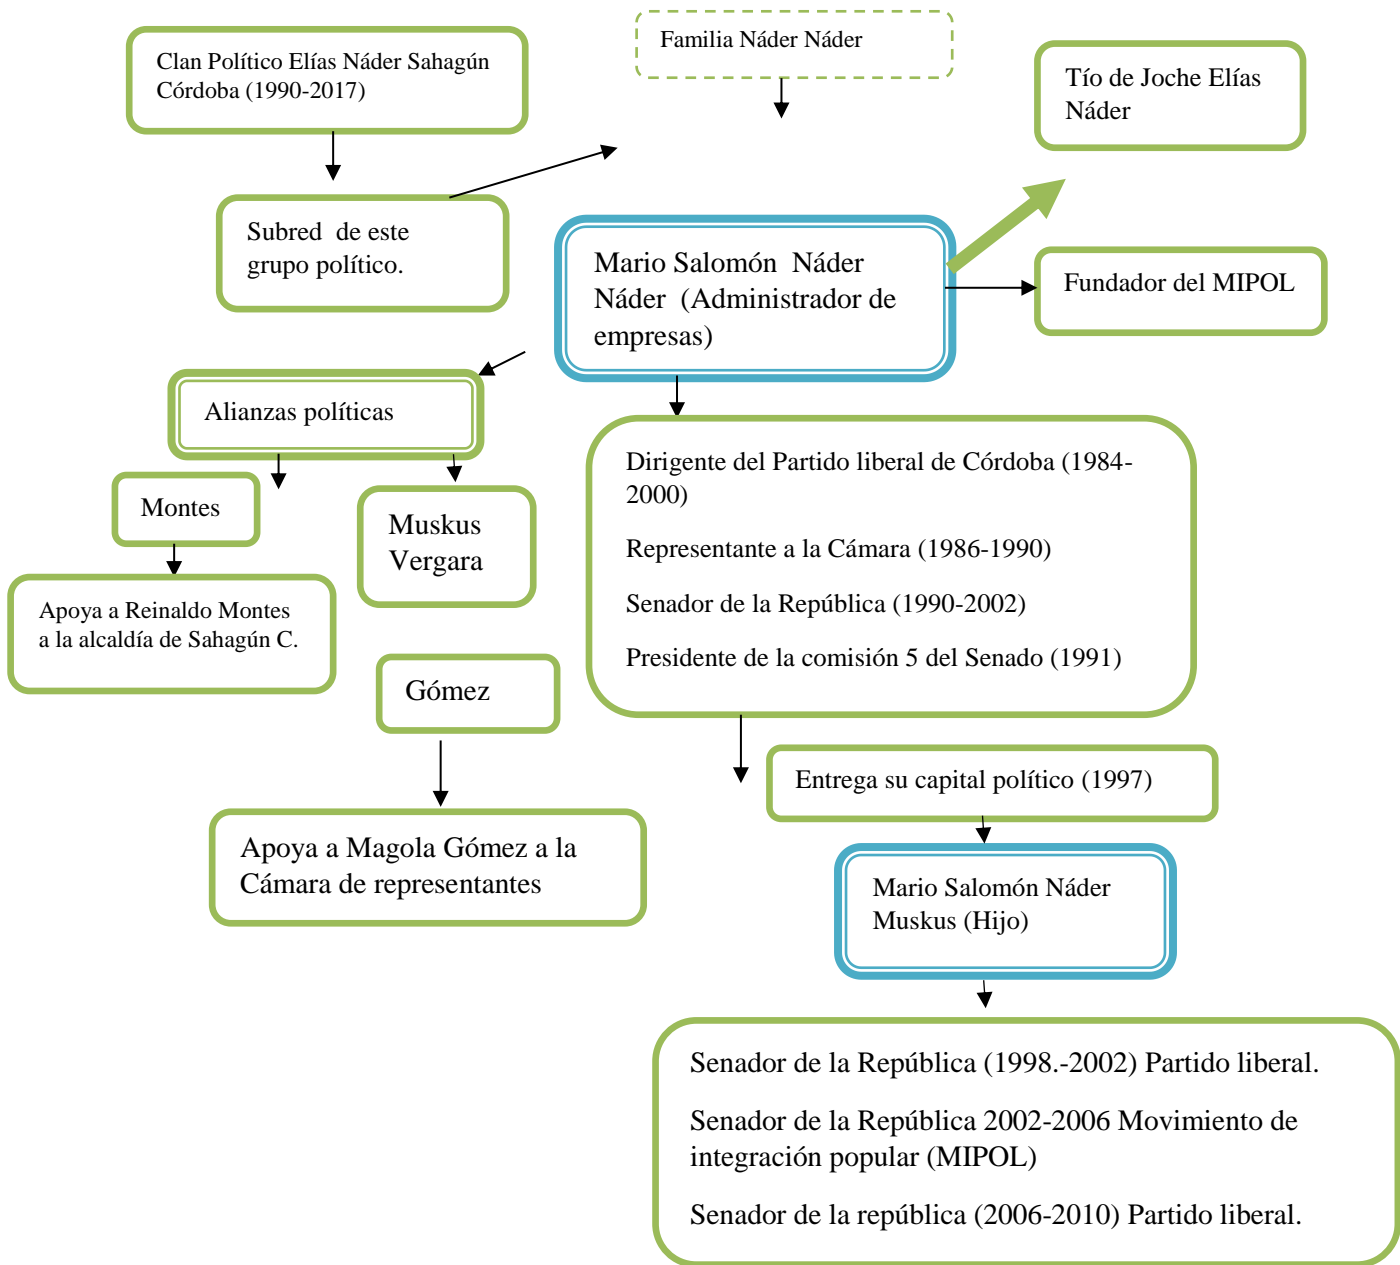 Clan Político Elías Náder Sahagún
Córdoba (1990-2017)
Familia Náder Náder
Tío de Joche Elías
Náder
Subred  de este
grupo político.
Mario Salomón  Náder
Náder  (Administrador de
empresas)
Fundador del MIPOL
Alianzas políticas
Montes
Muskus
Vergara
Apoya a Reinaldo Montes
a la alcaldía de Sahagún C.
Gómez
Apoya a Magola Gómez a la
Cámara de representantes
Dirigente del Partido liberal de Córdoba (1984-
2000)
Representante a la Cámara (1986-1990)
Senador de la República (1990-2002)
Presidente de la comisión 5 del Senado (1991)
Entrega su capital político (1997)
Mario Salomón Náder
Muskus (Hijo)
Senador de la República (1998.-2002) Partido liberal.
Senador de la República 2002-2006 Movimiento de
integración popular (MIPOL)
Senador de la república (2006-2010) Partido liberal.